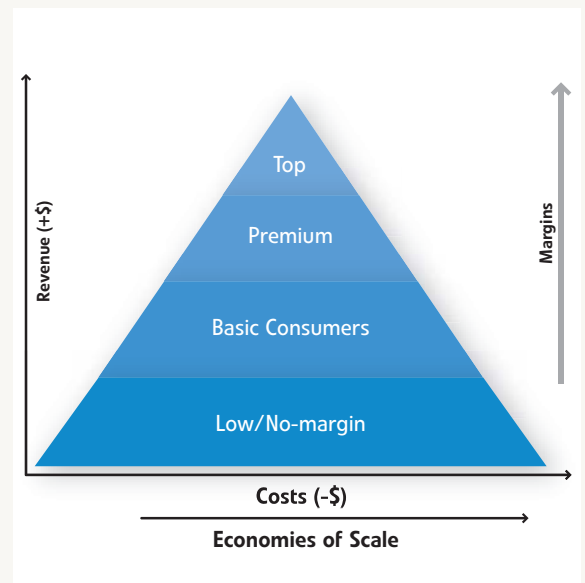 Top
Premium
Basic Consumers
Low/No-margin
Revenue (+$)
Margins
Costs (-$)
Economies of Scale